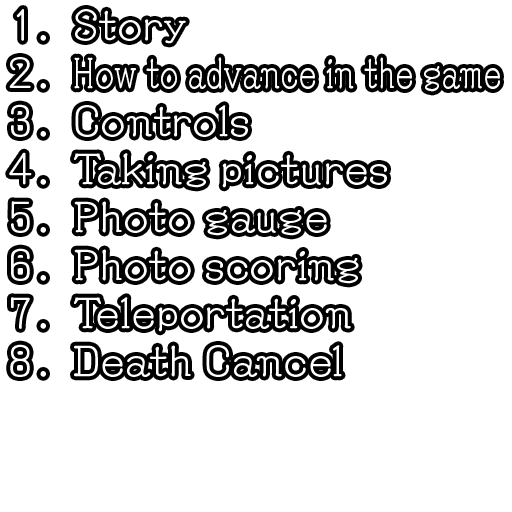 1. Story
2. How to advance in the game
3. Controls
4. Taking pictures
5. Photo gauge
6. Photo scoring
7. Teleportation
8. Death Cancel